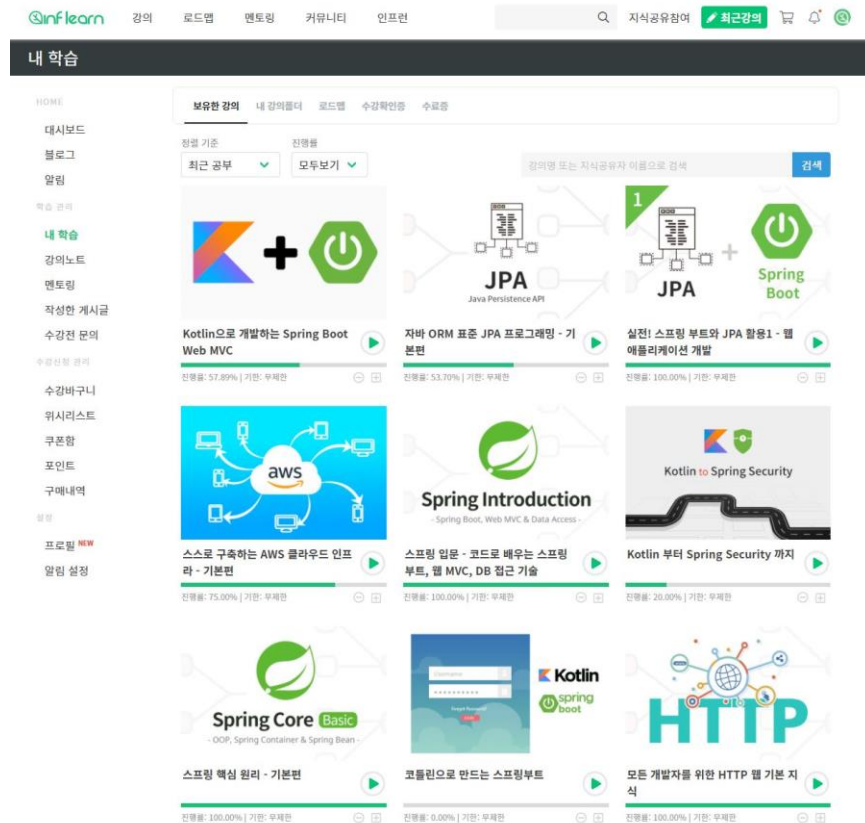 inflearn 강의 로드맵 멘토링 커뮤니티 인프런 지식공유참여 최근강의
내 학습
HOME
대시보드
블로그
알림
학습 관리
내 학습
강의노트
멘토링
작성한 게시글
수강전 문의
수강신청 관리
수강바구니
위시리스트
쿠폰함
포인트
구매내역
설정
프로필 NEW
알림 설정
보유한 강의 내 강의폴더 로드맵 수강확인증 수료증
정렬 기준 진행률
최근 공부 모두보기 강의명 또는 지식공유자 이름으로 검색 검색
Kotlin으로 개발하는 Spring Boot
Web MVC
진행률: 57.89% | 기한: 무제한
JPA
Java Persistence API
자바 ORM 표준 JPA 프로그래밍 - 기
본편
진행률: 53.70% | 기한: 무제한
1
JPA
+
Spring
Boot
실전! 스프링 부트와 JPA 활용1 - 웹
애플리케이션 개발
진행률: 100.00% | 기한: 무제한
aws
스스로 구축하는 AWS 클라우드 인프
라 - 기본편
진행률: 75.00% | 기한: 무제한
Spring Introduction
- Spring Boot, Web MVC & Data Access -
스프링 입문 - 코드로 배우는 스프링
부트, 웹 MVC, DB 접근 기술
진행률: 100.00% | 기한: 무제한
Kotlin to Spring Security
Kotlin 부터 Spring Security 까지
진행률: 20.00% | 기한: 무제한
Spring Core Basic
- OOP, Spring Container & Spring Bean -
스프링 핵심 원리 - 기본편
진행률: 100.00% | 기한: 무제한
Username
Forgot Password?
Kotlin
spring
boot
코틀린으로 만드는 스프링부트
진행률: 0.00% | 기한: 무제한
HTTP
모든 개발자를 위한 HTTP 웹 기본 지
식
진행률: 100.00% | 기한: 무제한